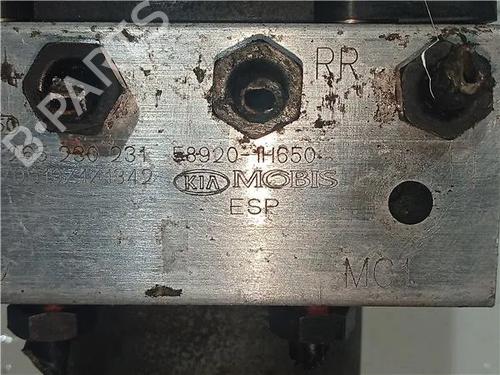 RR
230 231 58920-1H650
KIA MOBIS
ESP
MC1
B-PARTS